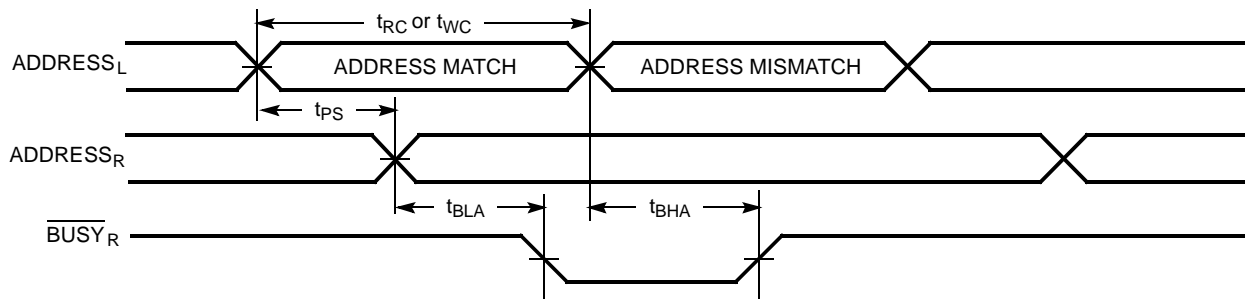 tRC or tWC
ADDRESSL
ADDRESS MATCH
ADDRESS MISMATCH
tPS
ADDRESSR
tBLA
tBHA
BUSYR